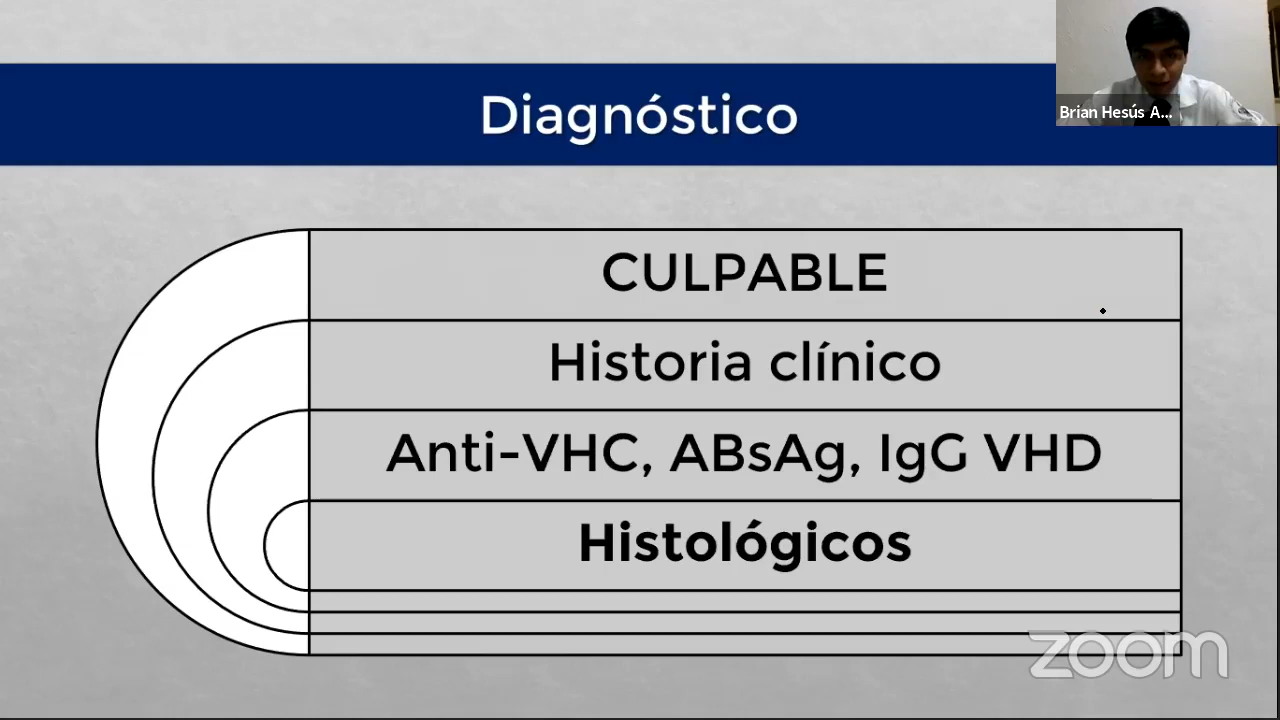 Diagnóstico
Brian Hesús A...
CULPABLE
Historia clínico
Anti-VHC, ABsAg, IgG VHD
Histológicos
zoom